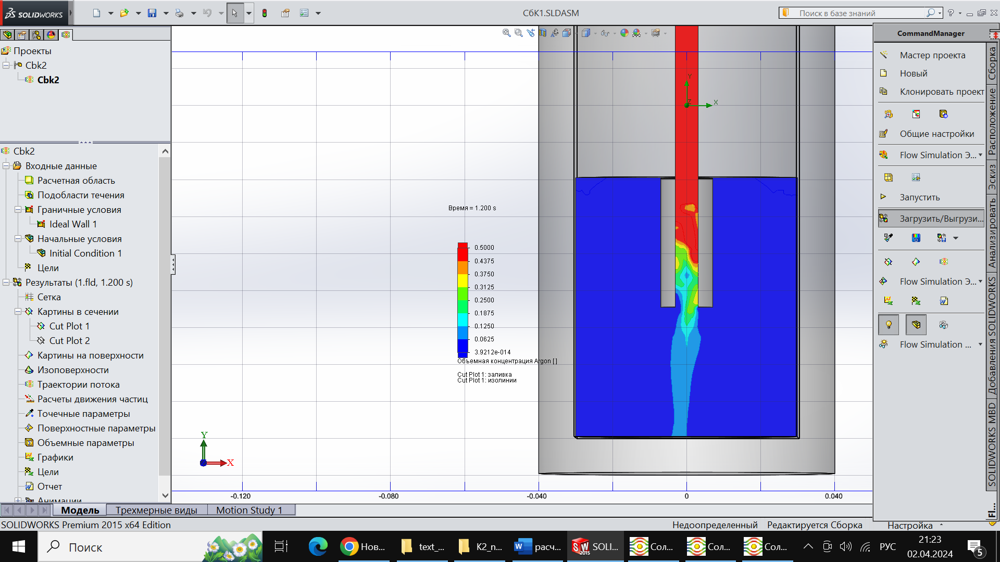 SOLIDWORKS
Сбк1.SLDASM
Поиск в базе знаний
?
Проекты
Cbk2
Cbk2
Cbk2
Входные данные
Расчетная область
Подобласти течения
Граничные условия
Ideal Wall 1
Начальные условия
Initial Condition 1
Цели
Результаты (1.fld, 1.200 s)
Сетка
Картины в сечении
Cut Plot 1
Cut Plot 2
Картины на поверхности
Изоповерхности
Траектории потока
Расчеты движения частиц
Точечные параметры
Поверхностные параметры
Объемные параметры
Графики
Цели
Отчет
Анимации
Время = 1.200 s
0.5000
0.4375
0.3750
0.3125
0.2500
0.1875
0.1250
0.0625
3.9212e-014
Объемная концентрация Argon [ ]
Cut Plot 1: заливка
Cut Plot 1: изолинии
Y
X
Z
Y
X
-0.120
-0.080
-0.040
0
0.040
CommandManager
Мастер проекта
Новый
Клонировать проект
Общие настройки
Flow Simulation Э...
Запустить
Загрузить/Выгрузи...
Flow Simulation Э...
Flow Simulation ...
Сборка
Расположение
Эскиз
Анализировать
Добавления SOLIDWORKS
SOLIDWORKS MBD
Fl...
Модель
Трехмерные виды
Motion Study 1
SOLIDWORKS Premium 2015 x64 Edition
Недоопределенный
Редактируется Сборка
Настройка
Поиск
Нов...
text_...
K2_n...
расч...
SOLI...
Сол...
Сол...
Сол...
РУС
21:23
02.04.2024
5